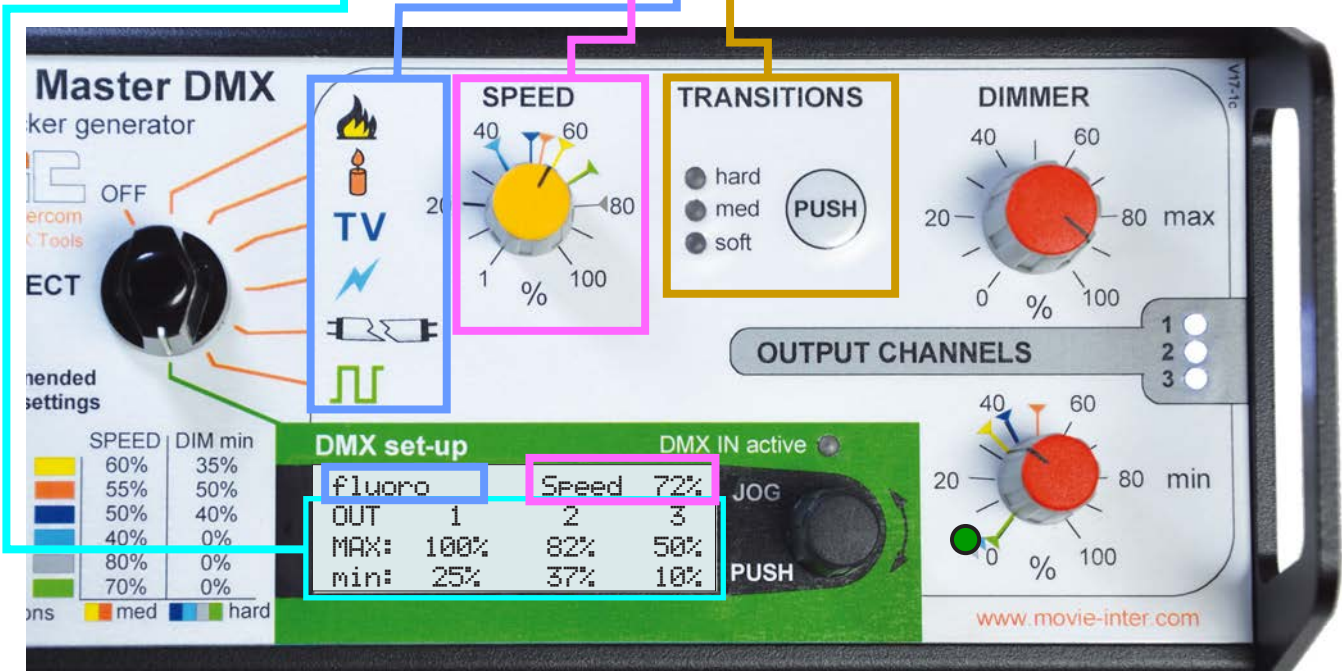 Master DMX
ker generator
OFF
ercom
Tools
ECT
TV
SPEED
1 20 40 60 80 100
%
TRANSITIONS
hard
med
soft
PUSH
DIMMER
0 20 40 60 80 100
%
max
V17-1c
OUTPUT CHANNELS
1
2
3
0 20 40 60 80 100
%
min
nended
settings
SPEED DIM min
60% 35%
55% 50%
50% 40%
40% 0%
80% 0%
70% 0%
ons med hard
DMX set-up
DMX IN active
fluoro Speed 72%
OUT 1 2 3
MAX: 100% 82% 50%
min: 25% 37% 10%
JOG
PUSH
www.movie-inter.com